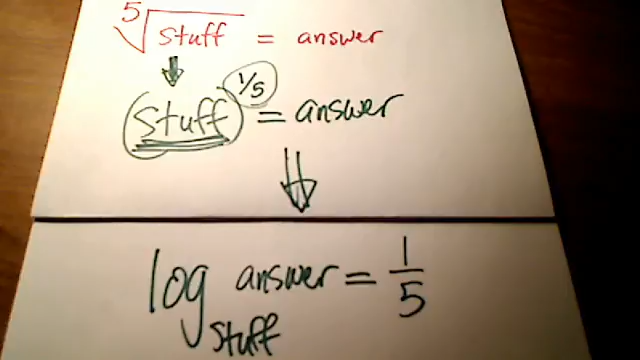 ⁵√stuff = answer
(stuff)^1/5 = answer
log_stuff answer = 1/5